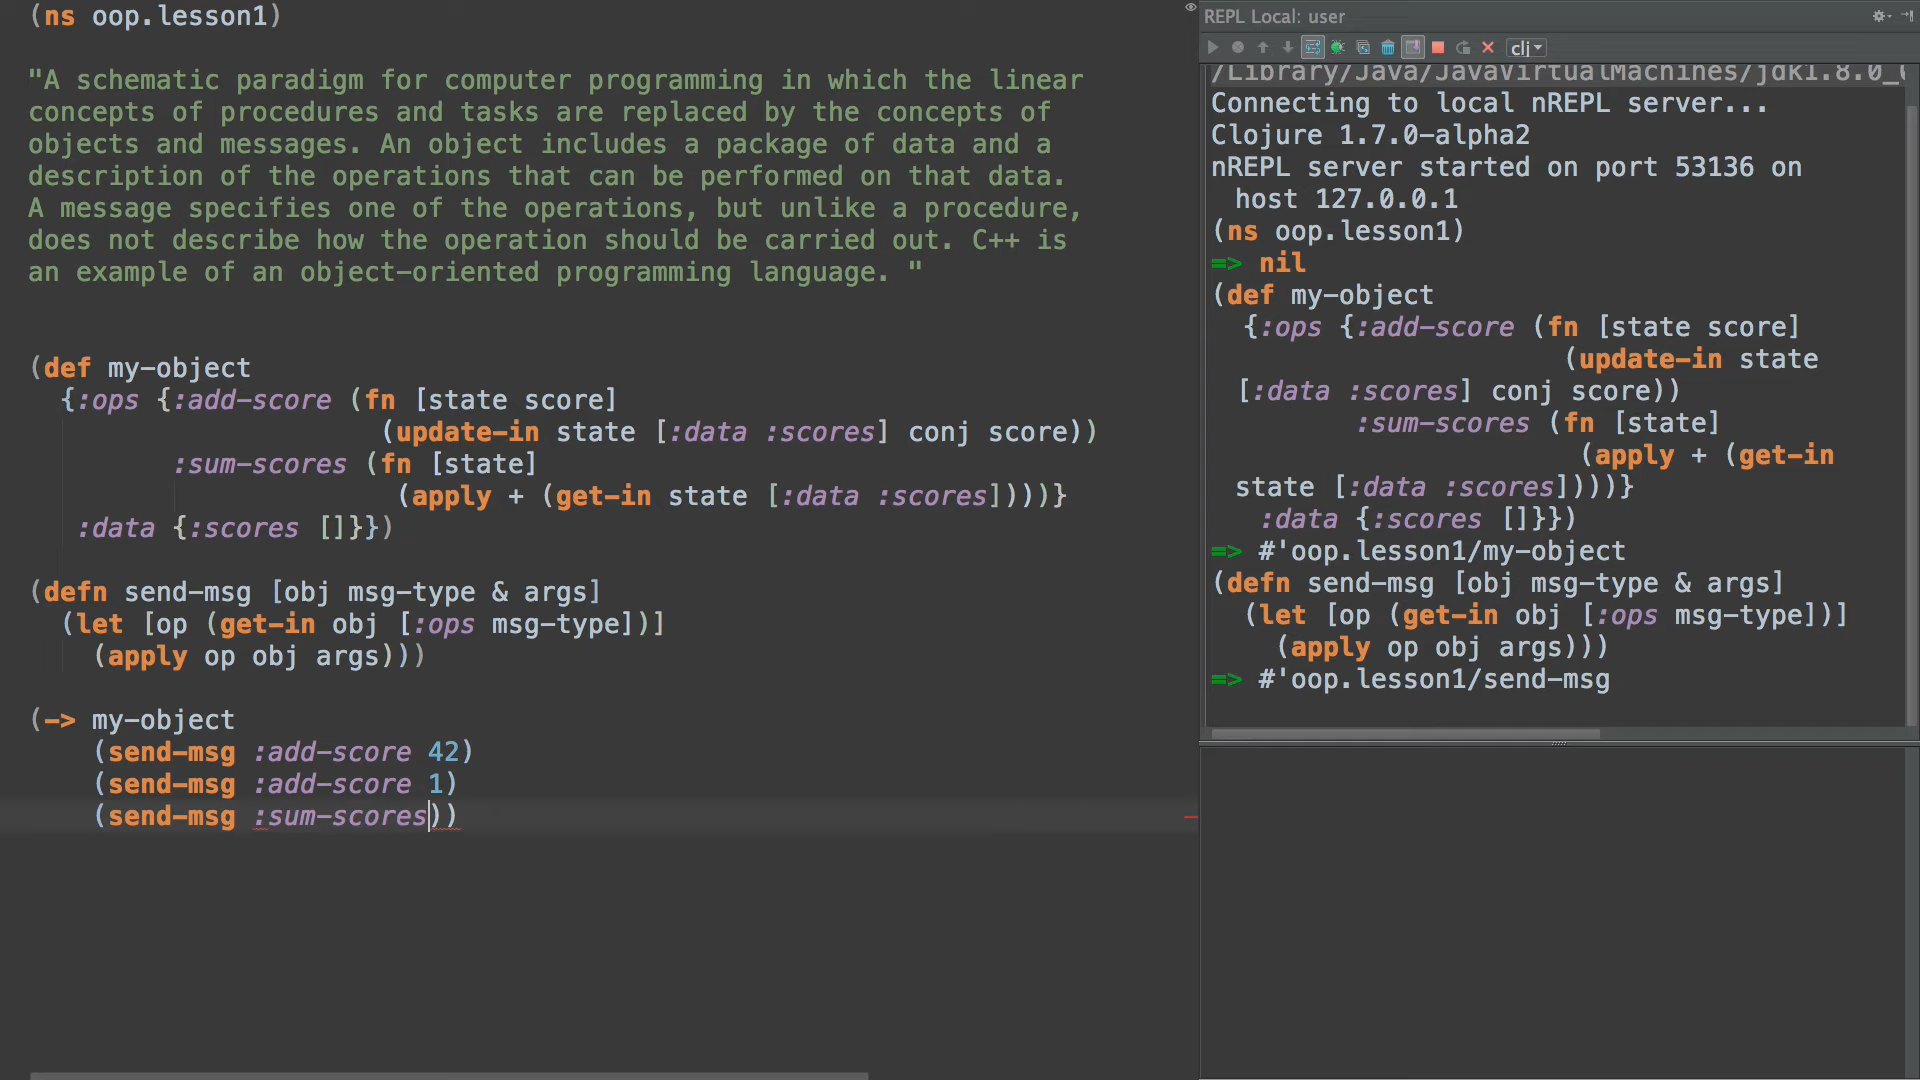 (ns oop.lesson1)
"A schematic paradigm for computer programming in which the linear
concepts of procedures and tasks are replaced by the concepts of
objects and messages. An object includes a package of data and a
description of the operations that can be performed on that data.
A message specifies one of the operations, but unlike a procedure,
does not describe how the operation should be carried out. C++ is
an example of an object-oriented programming language. "
(def my-object
{:ops {:add-score (fn [state score]
(update-in state [:data :scores] conj score))
:sum-scores (fn [state]
(apply + (get-in state [:data :scores])))}
:data {:scores []}})
(defn send-msg [obj msg-type & args]
(let [op (get-in obj [:ops msg-type])]
(apply op obj args)))
(-> my-object
(send-msg :add-score 42)
(send-msg :add-score 1)
(send-msg :sum-scores))
REPL Local: user
clj
/Library/Java/JavaVirtualMachines/jdk1.8.0_
Connecting to local nREPL server...
Clojure 1.7.0-alpha2
nREPL server started on port 53136 on
host 127.0.0.1
(ns oop.lesson1)
=> nil
(def my-object
{:ops {:add-score (fn [state score]
(update-in state
[:data :scores] conj score))
:sum-scores (fn [state]
(apply + (get-in
state [:data :scores])))}
:data {:scores []}})
=> #'oop.lesson1/my-object
(defn send-msg [obj msg-type & args]
(let [op (get-in obj [:ops msg-type])]
(apply op obj args)))
=> #'oop.lesson1/send-msg